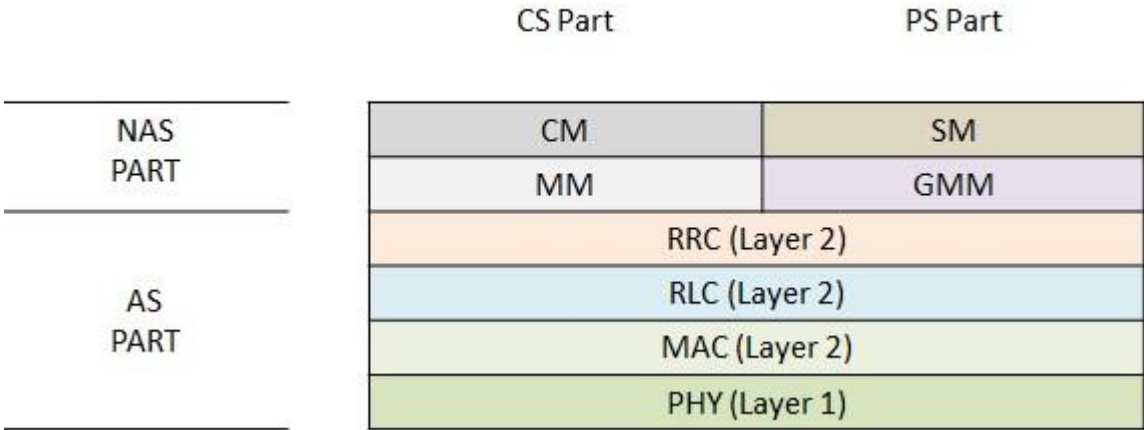 CS Part PS Part
NAS CM SM
PART MM GMM
RRC (Layer 2)
AS RLC (Layer 2)
PART MAC (Layer 2)
PHY (Layer 1)